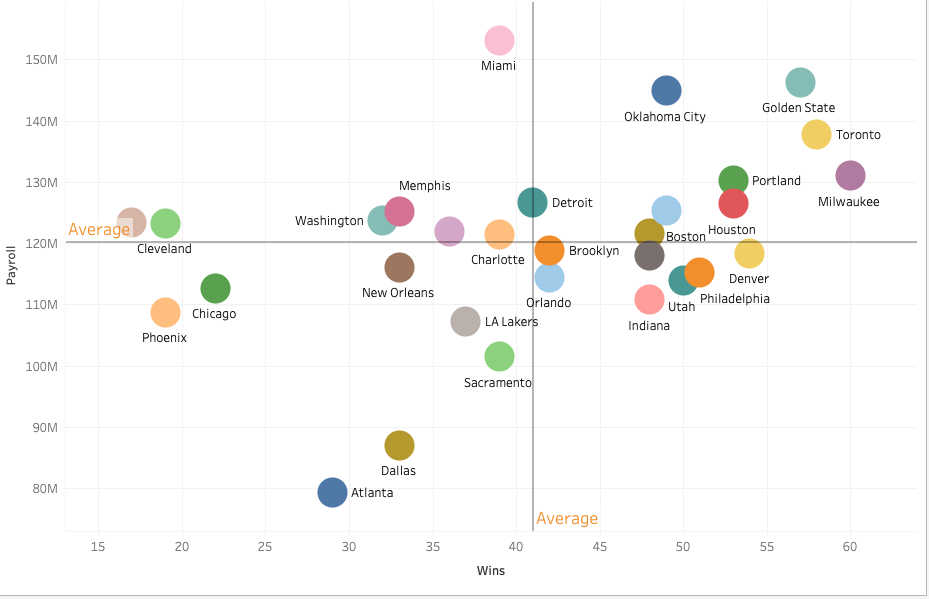 150M
Miami
Oklahoma City
Golden State
140M
Toronto
130M
Portland
Memphis
Milwaukee
Detroit
Washington
Houston
Average
Boston
120M
Cleveland
Charlotte
Brooklyn
Payroll
Denver
New Orleans
Orlando
Philadelphia
110M
Utah
Chicago
LA Lakers
Indiana
Phoenix
100M
Sacramento
90M
Dallas
80M
Atlanta
Average
15 20 25 30 35 40 45 50 55 60
Wins